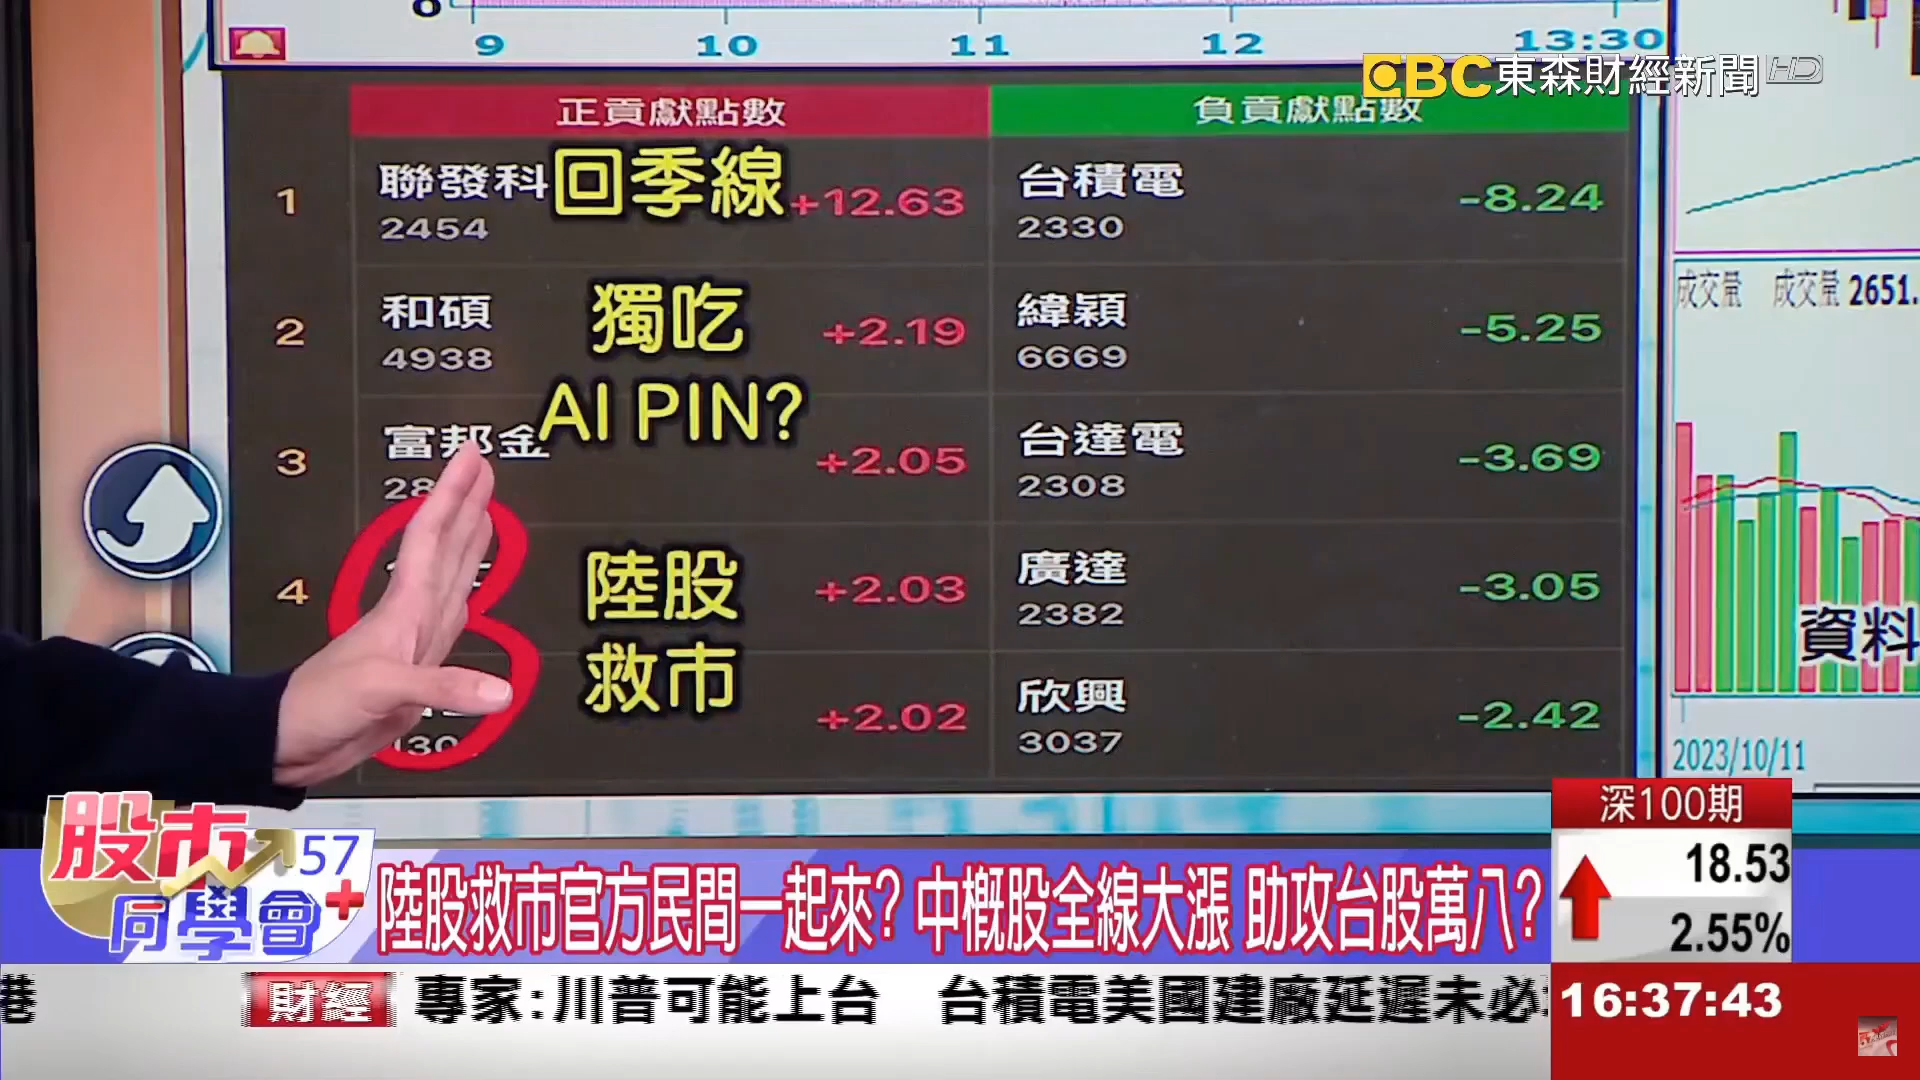 0
9 10 11 12 13:30
EBC 東森財經新聞 HD
正貢獻點數 負貢獻點數
1 聯發科 回季線 +12.63 台積電 -8.24
2454 2330
2 和碩 獨吃 +2.19 緯穎 -5.25
4938 6669
AI PIN?
3 富邦金 +2.05 台達電 -3.69
28 2308
4 陸股 +2.03 廣達 -3.05
2382
救市 +2.02 欣興 -2.42
130 3037
成交量 成交量 2651.
資料
2023/10/11
深100期
18.53
2.55%
股市 57
同學會+
陸股救市官方民間一起來? 中概股全線大漲 助攻台股萬八?
港 財經 專家:川普可能上台 台積電美國建廠延遲未必
16:37:43